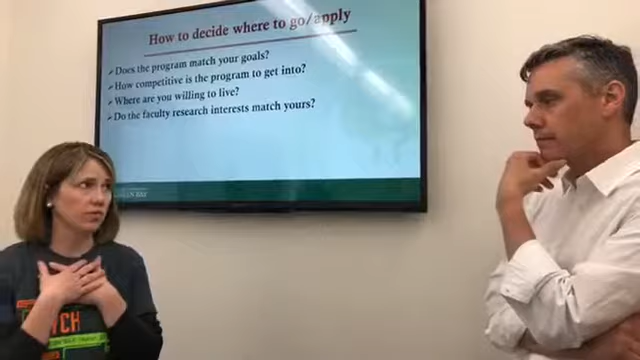 How to decide where to go/apply
Does the program match your goals?
How competitive is the program to get into?
Where are you willing to live?
Do the faculty research interests match yours?